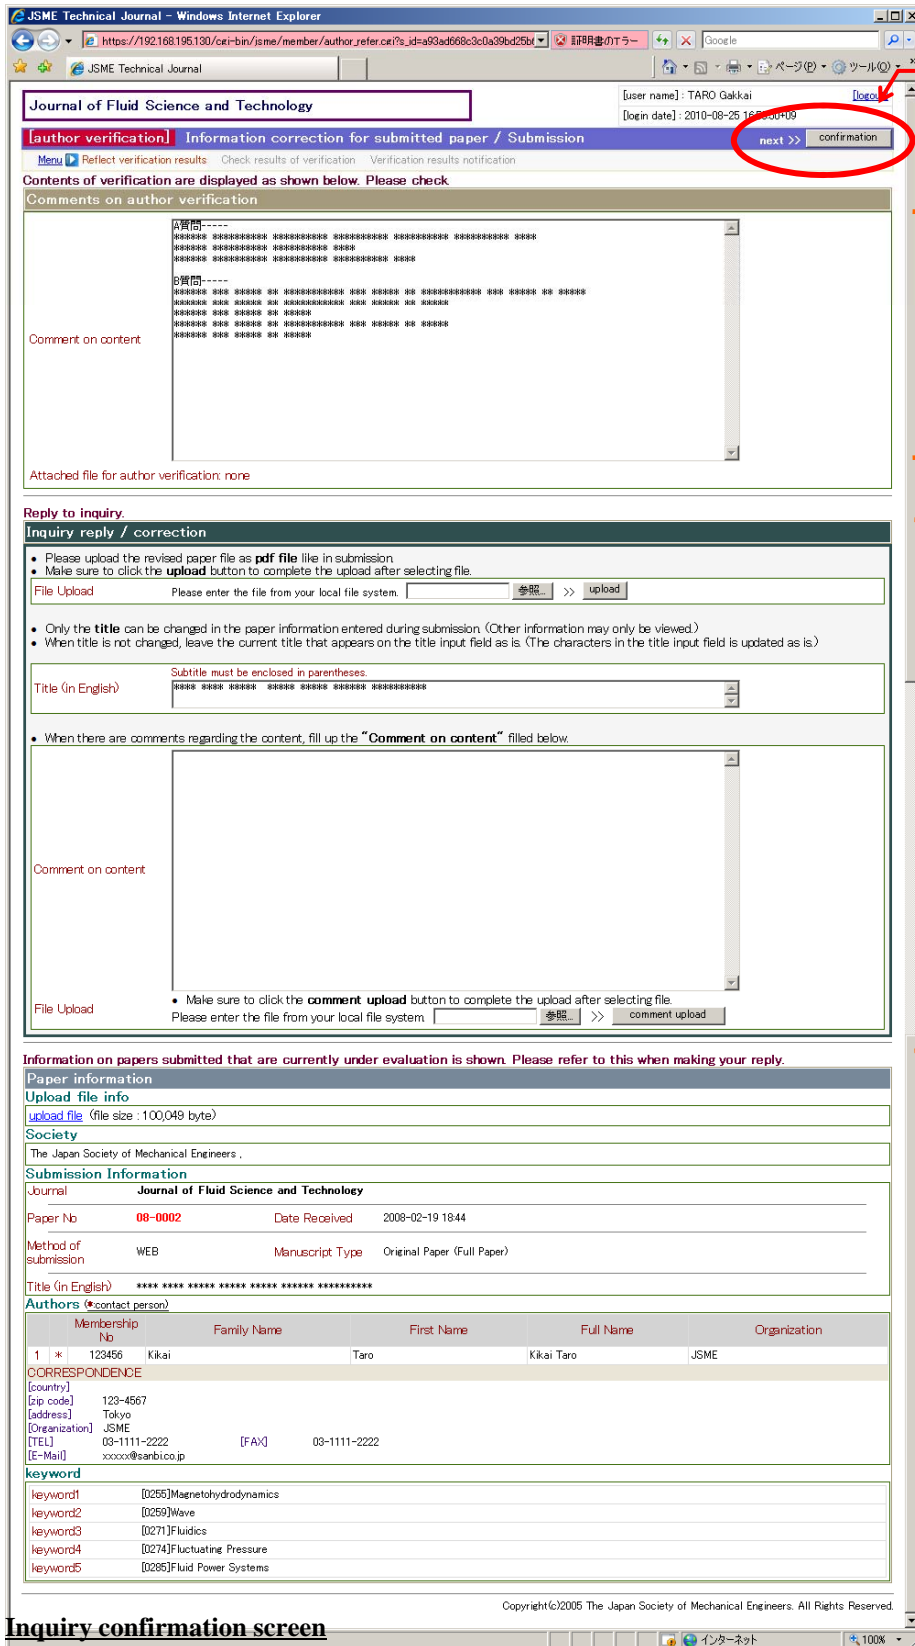 JSME Technical Journal - Windows Internet Explorer
https://192.168.195.130/cgi-bin/jsme/member/author_refer.cgi?s_id=a93ad668c3c0a39bd25b 証明書のエラー Google
JSME Technical Journal ページ(P) ツール(O)
Journal of Fluid Science and Technology
[user name] : TARO Gakkai
[login date] : 2010-08-25
[author verification] Information correction for submitted paper / Submission next >> confirmation
Menu Reflect verification results Check results of verification Verification results notification
Contents of verification are displayed as shown below. Please check.
Comments on author verification
Comment on content
A質問-----
****** ********** ********** ********** ********** ********** ****
****** ********** ********** ****
****** ********** ********** ********** ****
B質問-----
****** *** ***** ** *********** *** ***** ** *********** *** ***** ** *****
****** *** ***** ** *********** *** ***** ** *****
****** *** ***** ** *****
****** *** ***** ** *********** *** ***** ** *****
****** *** ***** ** *****
Attached file for author verification: none
Reply to inquiry.
Inquiry reply / correction
• Please upload the revised paper file as pdf file like in submission.
• Make sure to click the upload button to complete the upload after selecting file.
File Upload Please enter the file from your local file system. 参照... >> upload
• Only the title can be changed in the paper information entered during submission. (Other information may only be viewed.)
• When title is not changed, leave the current title that appears on the title input field as is. (The characters in the title input field is updated as is.)
Subtitle must be enclosed in parentheses.
Title (in English) **** **** ***** ***** ***** ****** **********
• When there are comments regarding the content, fill up the "Comment on content" filled below.
Comment on content
File Upload
• Make sure to click the comment upload button to complete the upload after selecting file.
Please enter the file from your local file system. 参照... >> comment upload
Information on papers submitted that are currently under evaluation is shown. Please refer to this when making your reply.
Paper information
Upload file info
upload file (file size : 100,049 byte)
Society
The Japan Society of Mechanical Engineers ,
Submission Information
Journal Journal of Fluid Science and Technology
Paper No 08-0002 Date Received 2008-02-19 18:44
Method of submission WEB Manuscript Type Original Paper (Full Paper)
Title (in English) **** **** ***** ***** ***** ****** **********
Authors (*:contact person)
Membership No Family Name First Name Full Name Organization
1 * 123456 Kikai Taro Kikai Taro JSME
CORRESPONDENCE
[country]
[zip code] 123-4567
[address] Tokyo
[Organization] JSME
[TEL] 03-1111-2222 [FAX] 03-1111-2222
[E-Mail] xxxxx@sanbi.co.jp
keyword
keyword1 [0255]Magnetohydrodynamics
keyword2 [0259]Wave
keyword3 [0271]Fluidics
keyword4 [0274]Fluctuating Pressure
keyword5 [0285]Fluid Power Systems
Copyright(c)2005 The Japan Society of Mechanical Engineers. All Rights Reserved.
Inquiry confirmation screen
インターネット 100%